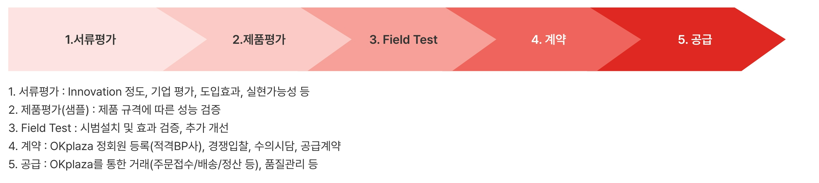 1.서류평가
2.제품평가
3. Field Test
4. 계약
5. 공급
1. 서류평가 : Innovation 정도, 기업 평가, 도입효과, 실현가능성 등
2. 제품평가(샘플) : 제품 규격에 따른 성능 검증
3. Field Test : 시범설치 및 효과 검증, 추가 개선
4. 계약 : OKplaza 정회원 등록(적격BP사), 경쟁입찰, 수의시담, 공급계약
5. 공급 : OKplaza를 통한 거래(주문접수/배송/정산 등), 품질관리 등